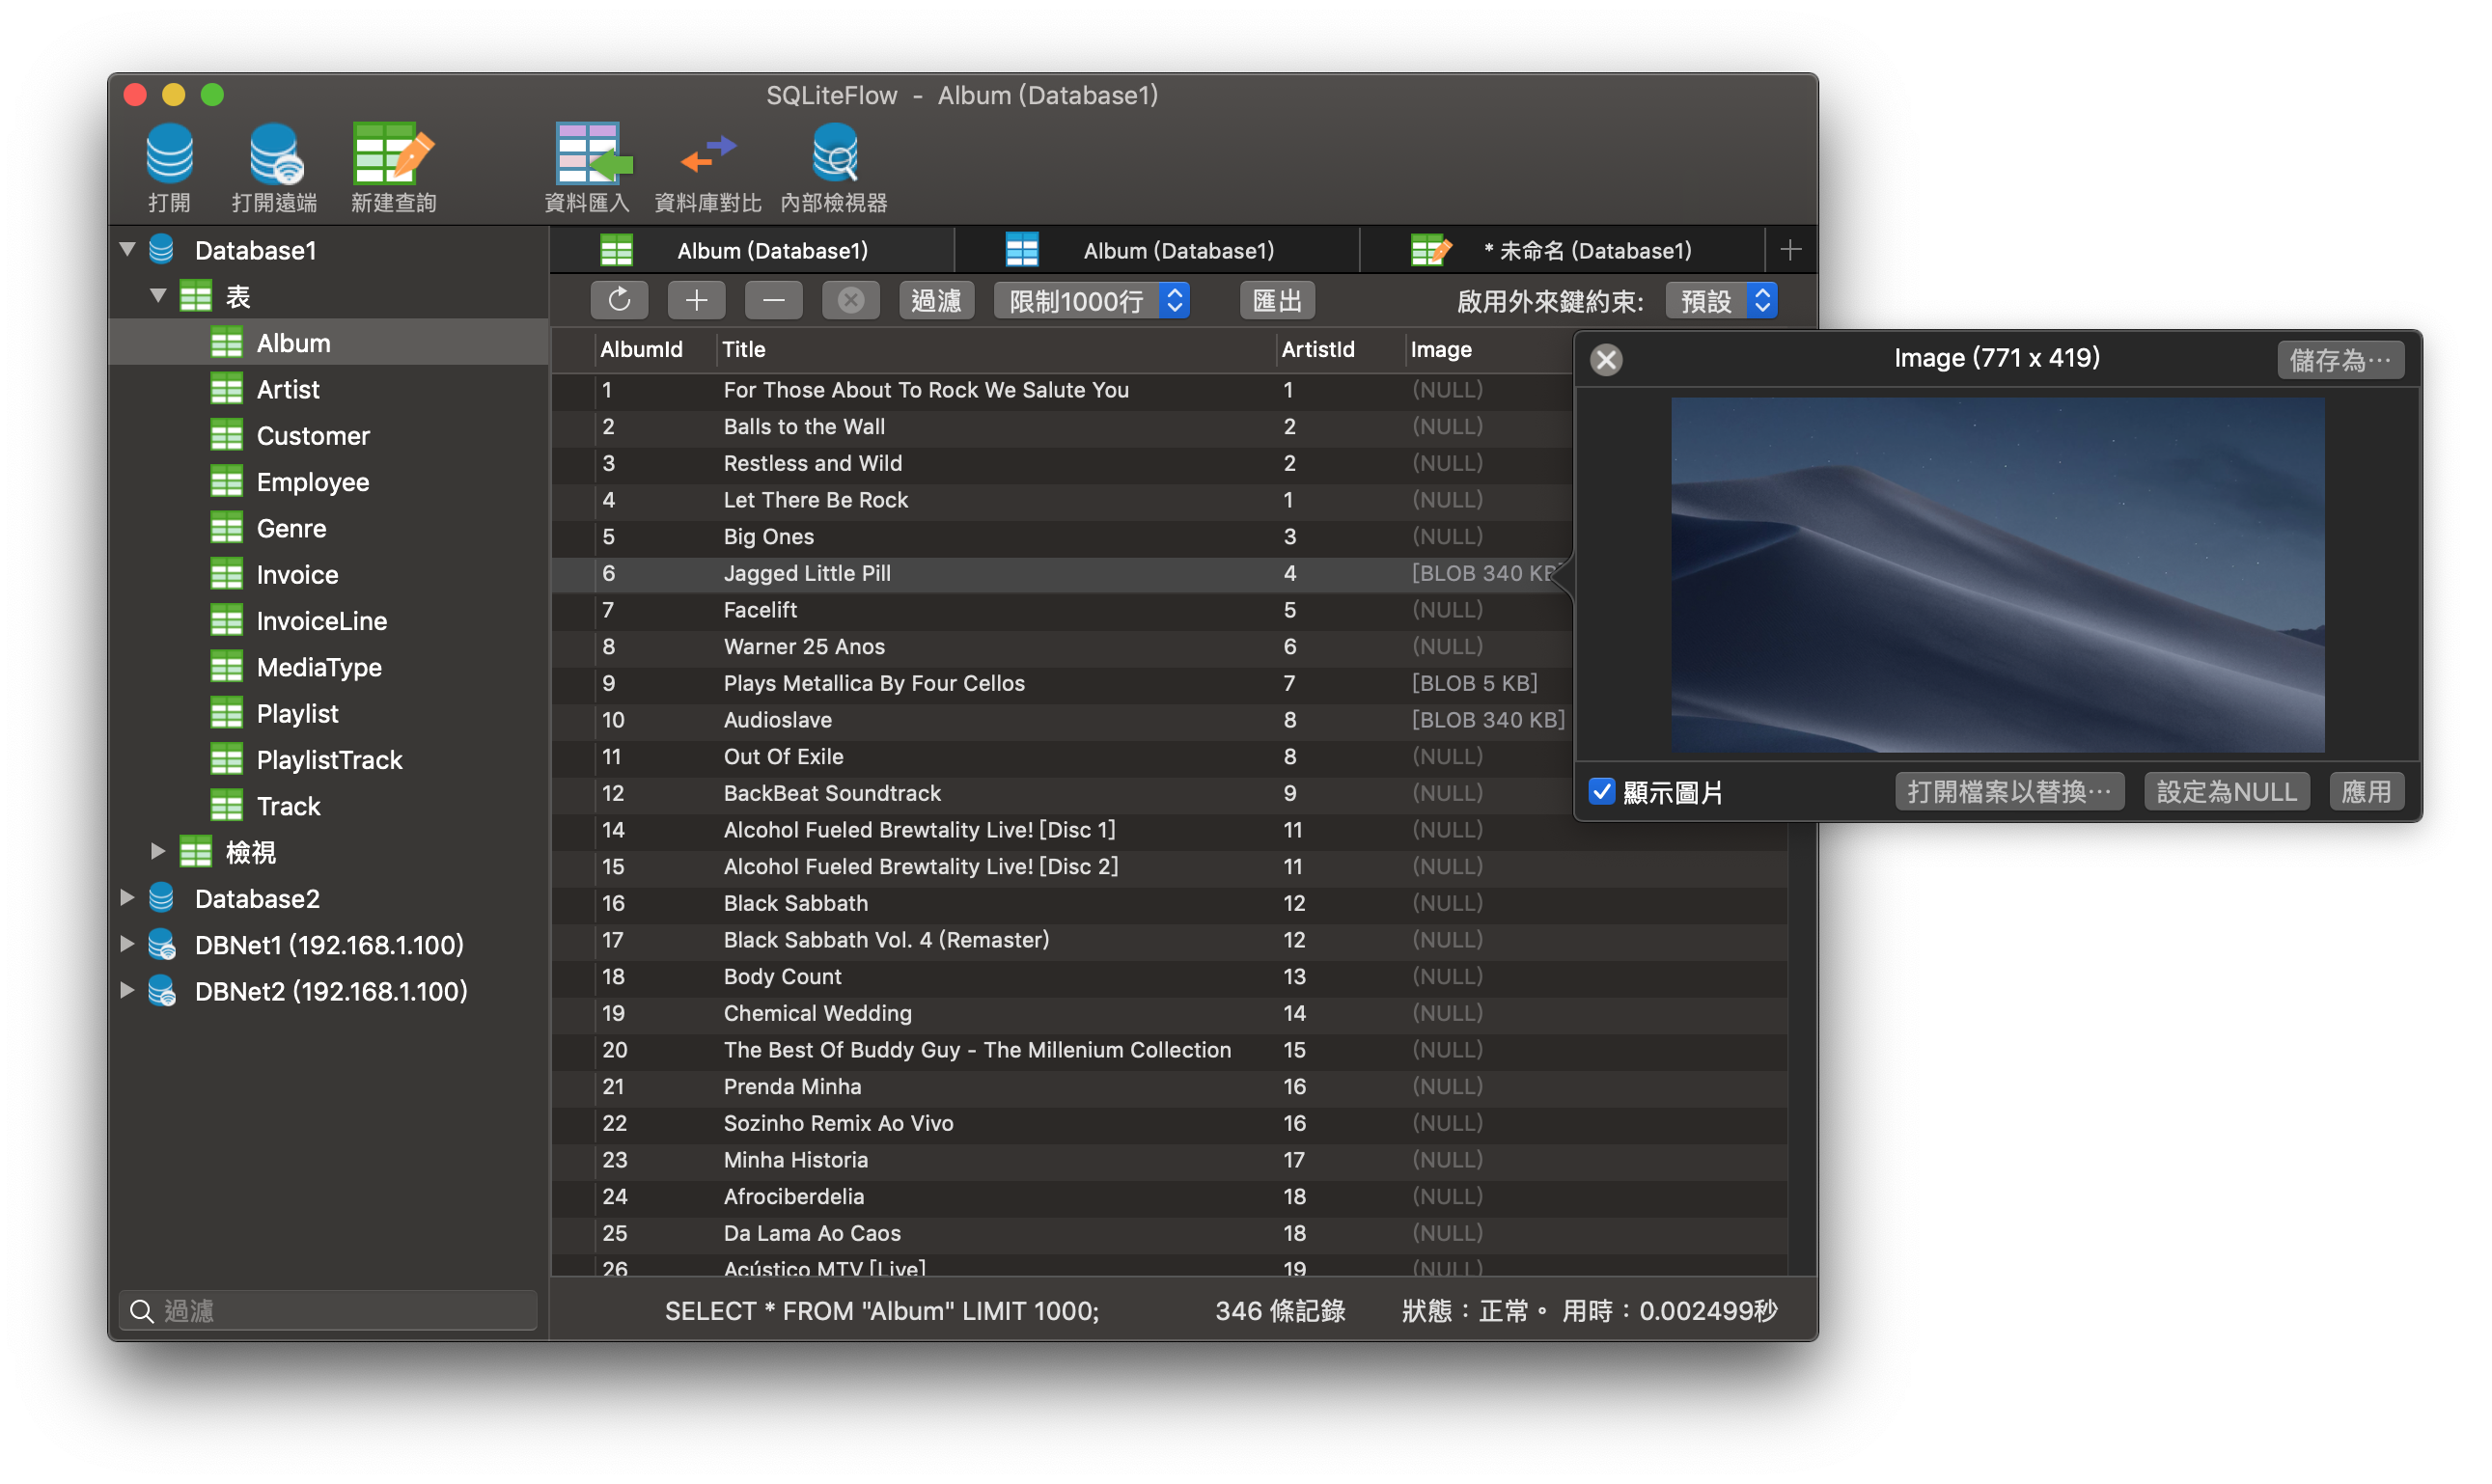 SQLiteFlow - Album (Database1)
打開 打開遠端 新建查詢 資料匯入 資料庫對比 內部檢視器
Database1
表
Album
Artist
Customer
Employee
Genre
Invoice
InvoiceLine
MediaType
Playlist
PlaylistTrack
Track
檢視
Database2
DBNet1 (192.168.1.100)
DBNet2 (192.168.1.100)
過濾
Album (Database1) Album (Database1) * 未命名 (Database1)
過濾 限制1000行 匯出 啟用外來鍵約束: 預設
AlbumId Title ArtistId Image
1 For Those About To Rock We Salute You 1 (NULL)
2 Balls to the Wall 2 (NULL)
3 Restless and Wild 2 (NULL)
4 Let There Be Rock 1 (NULL)
5 Big Ones 3 (NULL)
6 Jagged Little Pill 4 [BLOB 340 KB]
7 Facelift 5 (NULL)
8 Warner 25 Anos 6 (NULL)
9 Plays Metallica By Four Cellos 7 [BLOB 5 KB]
10 Audioslave 8 [BLOB 340 KB]
11 Out Of Exile 8 (NULL)
12 BackBeat Soundtrack 9 (NULL)
14 Alcohol Fueled Brewtality Live! [Disc 1] 11 (NULL)
15 Alcohol Fueled Brewtality Live! [Disc 2] 11 (NULL)
16 Black Sabbath 12 (NULL)
17 Black Sabbath Vol. 4 (Remaster) 12 (NULL)
18 Body Count 13 (NULL)
19 Chemical Wedding 14 (NULL)
20 The Best Of Buddy Guy - The Millenium Collection 15 (NULL)
21 Prenda Minha 16 (NULL)
22 Sozinho Remix Ao Vivo 16 (NULL)
23 Minha Historia 17 (NULL)
24 Afrociberdelia 18 (NULL)
25 Da Lama Ao Caos 18 (NULL)
26 Acústico MTV [Live] 19 (NULL)
SELECT * FROM "Album" LIMIT 1000; 346 條記錄 狀態：正常。 用時：0.002499秒
Image (771 x 419) 儲存為⋯
顯示圖片 打開檔案以替換⋯ 設定為NULL 應用